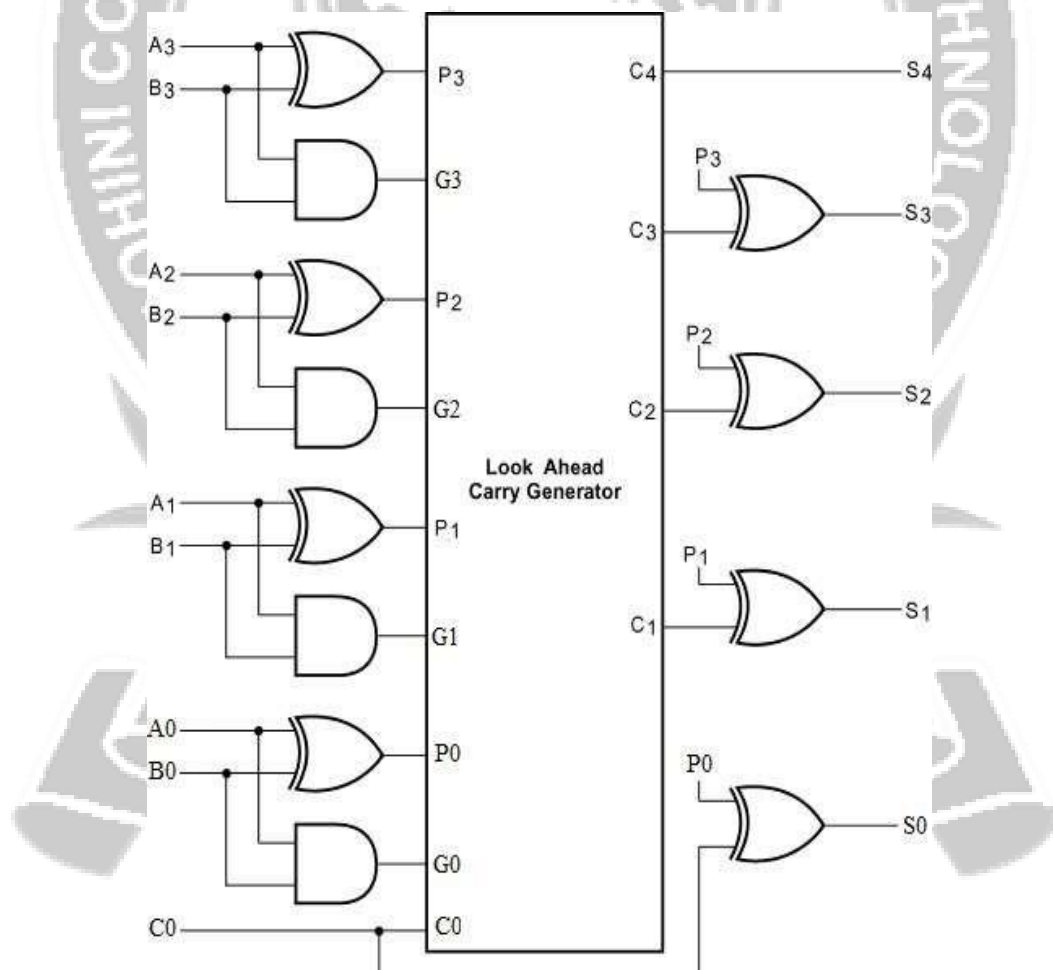 A3
B3
P3
G3
A2
B2
P2
G2
A1
B1
P1
G1
A0
B0
P0
G0
C0
C0
Look Ahead
Carry Generator
C4
S4
P3
C3
S3
P2
C2
S2
P1
C1
S1
P0
S0